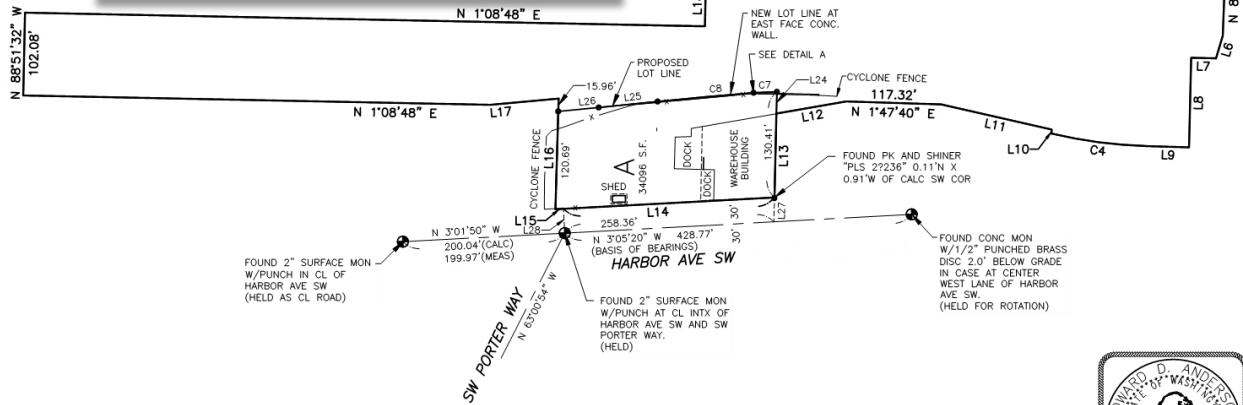 N 1°08'48" E
N 88°51'32" W
102.08'
L6
L7
L8
NEW LOT LINE AT
EAST FACE CONC.
WALL.
SEE DETAIL A
PROPOSED
LOT LINE
15.96'
L26
L25
C8
C7
L24
CYCLONE FENCE
117.32'
N 1°08'48" E
L17
L12
N 1°47'40" E
L11
L10
C4
L9
CYCLONE FENCE
L16
120.69'
A
34096 S.F.
SHED
DOCK
DOCK
WAREHOUSE
BUILDING
130.41'
L13
FOUND PK AND SHINER
"PLS 2?236" 0.11'N X
0.91'W OF CALC SW COR
L15
L14
L28
258.36'
30'
30'
L27
N 3°01'50" W
200.04'(CALC)
199.97'(MEAS)
N 3°05'20" W 428.77'
(BASIS OF BEARINGS)
HARBOR AVE SW
FOUND 2" SURFACE MON
W/PUNCH IN CL OF
HARBOR AVE SW
(HELD AS CL ROAD)
SW PORTER WAY
N 63°00'54" W
FOUND 2" SURFACE MON
W/PUNCH AT CL INTX OF
HARBOR AVE SW AND SW
PORTER WAY.
(HELD)
FOUND CONC MON
W/1/2" PUNCHED BRASS
DISC 2.0' BELOW GRADE
IN CASE AT CENTER
WEST LANE OF HARBOR
AVE SW.
(HELD FOR ROTATION)